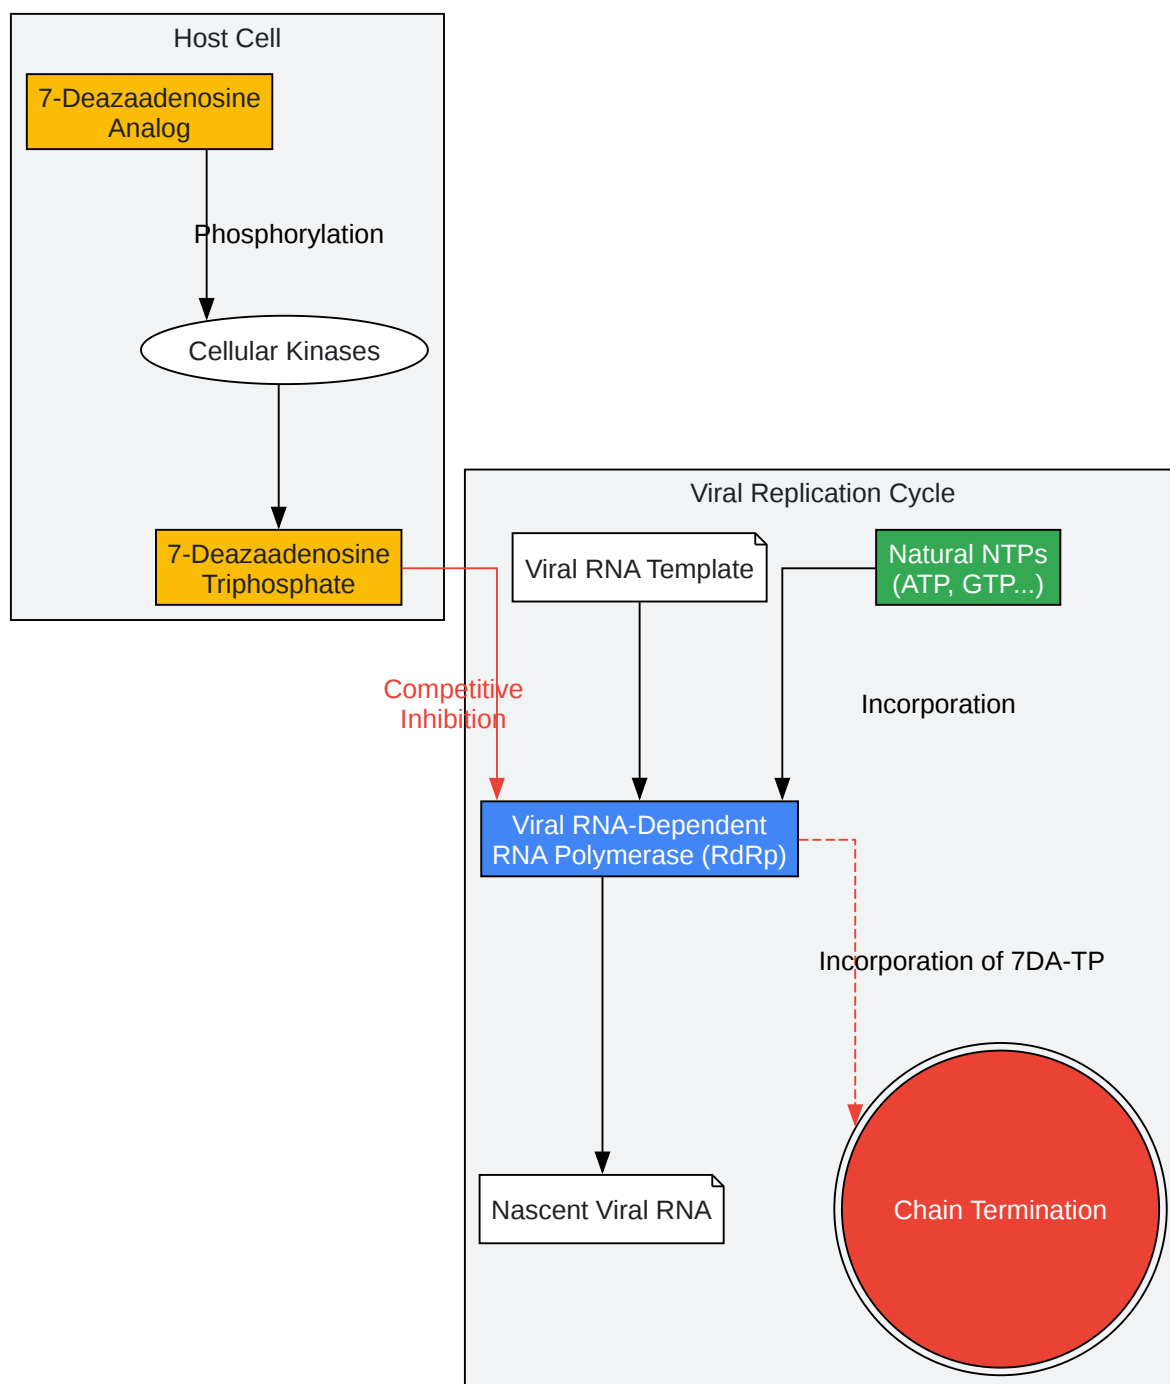 Host Cell
7-Deazaadenosine
Analog
Phosphorylation
Cellular Kinases
7-Deazaadenosine
Triphosphate
Viral Replication Cycle
Viral RNA Template
Natural NTPs
(ATP, GTP...)
Competitive
Inhibition
Incorporation
Viral RNA-Dependent
RNA Polymerase (RdRp)
Incorporation of 7DA-TP
Nascent Viral RNA
Chain Termination